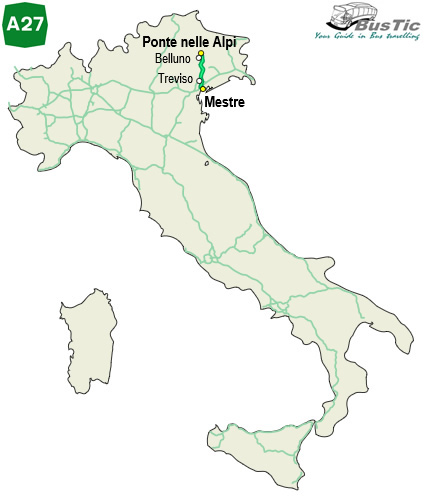 A27
BusTic
Your Guide in Bus travelling
Ponte nelle Alpi
Belluno
Treviso
Mestre